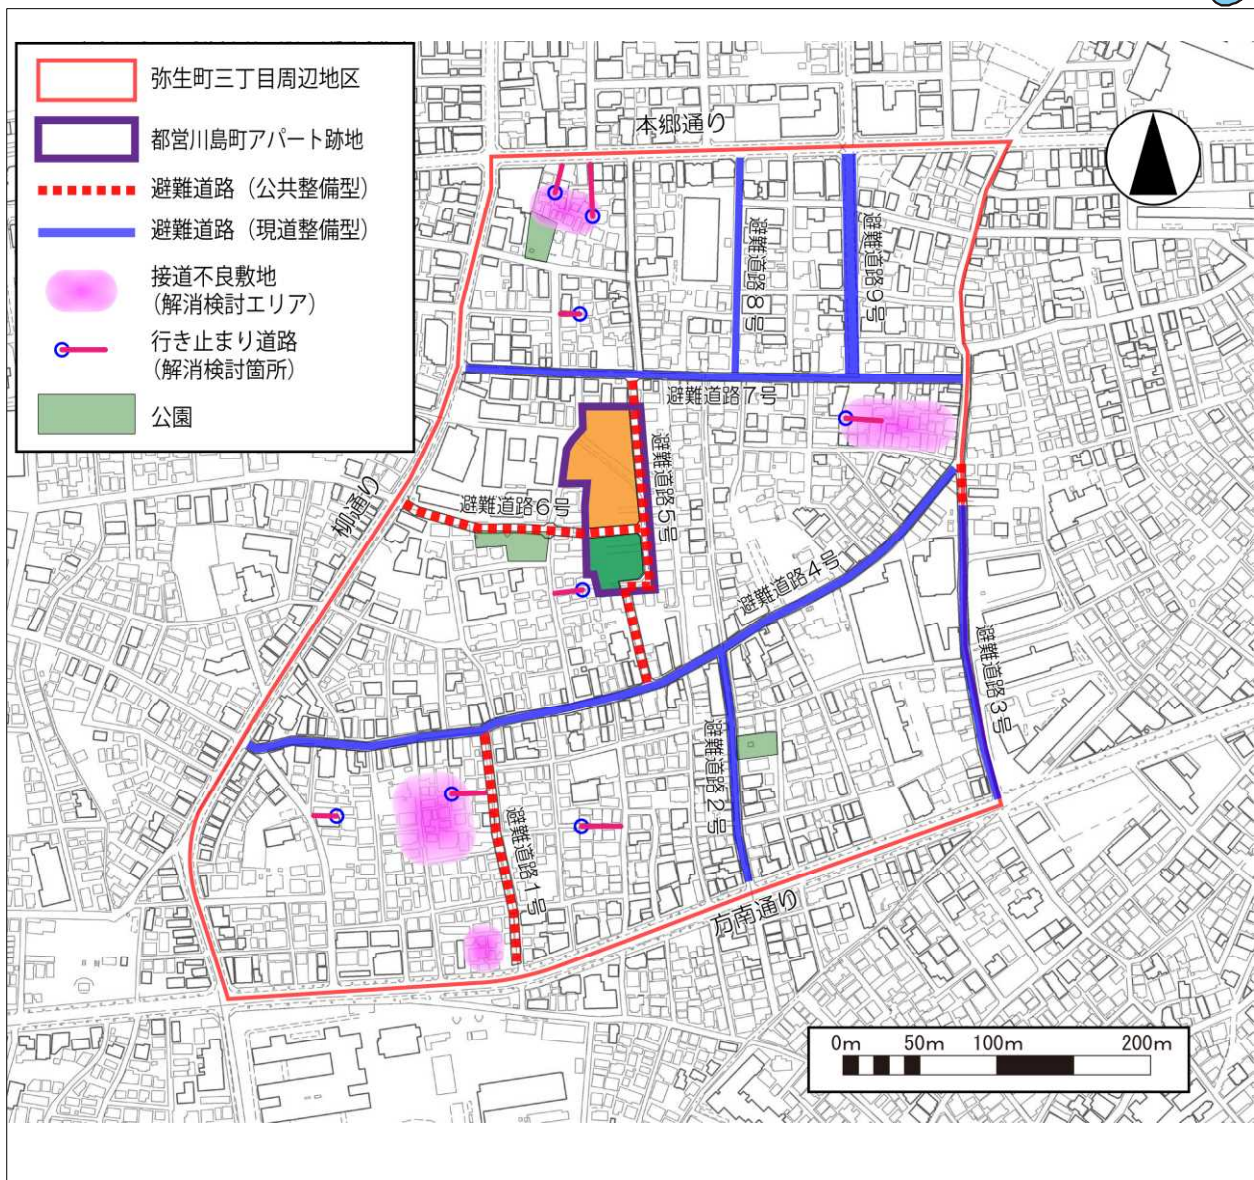 弥生町三丁目周辺地区
都営川島町アパート跡地
避難道路（公共整備型）
避難道路（現道整備型）
接道不良敷地
（解消検討エリア）
行き止まり道路
（解消検討箇所）
公園
本郷通り
避難道路8号
避難道路9号
避難道路7号
避難道路5号
避難道路6号
柳通り
避難道路4号
避難道路3号
避難道路2号
避難道路1号
方南通り
0m 50m 100m 200m